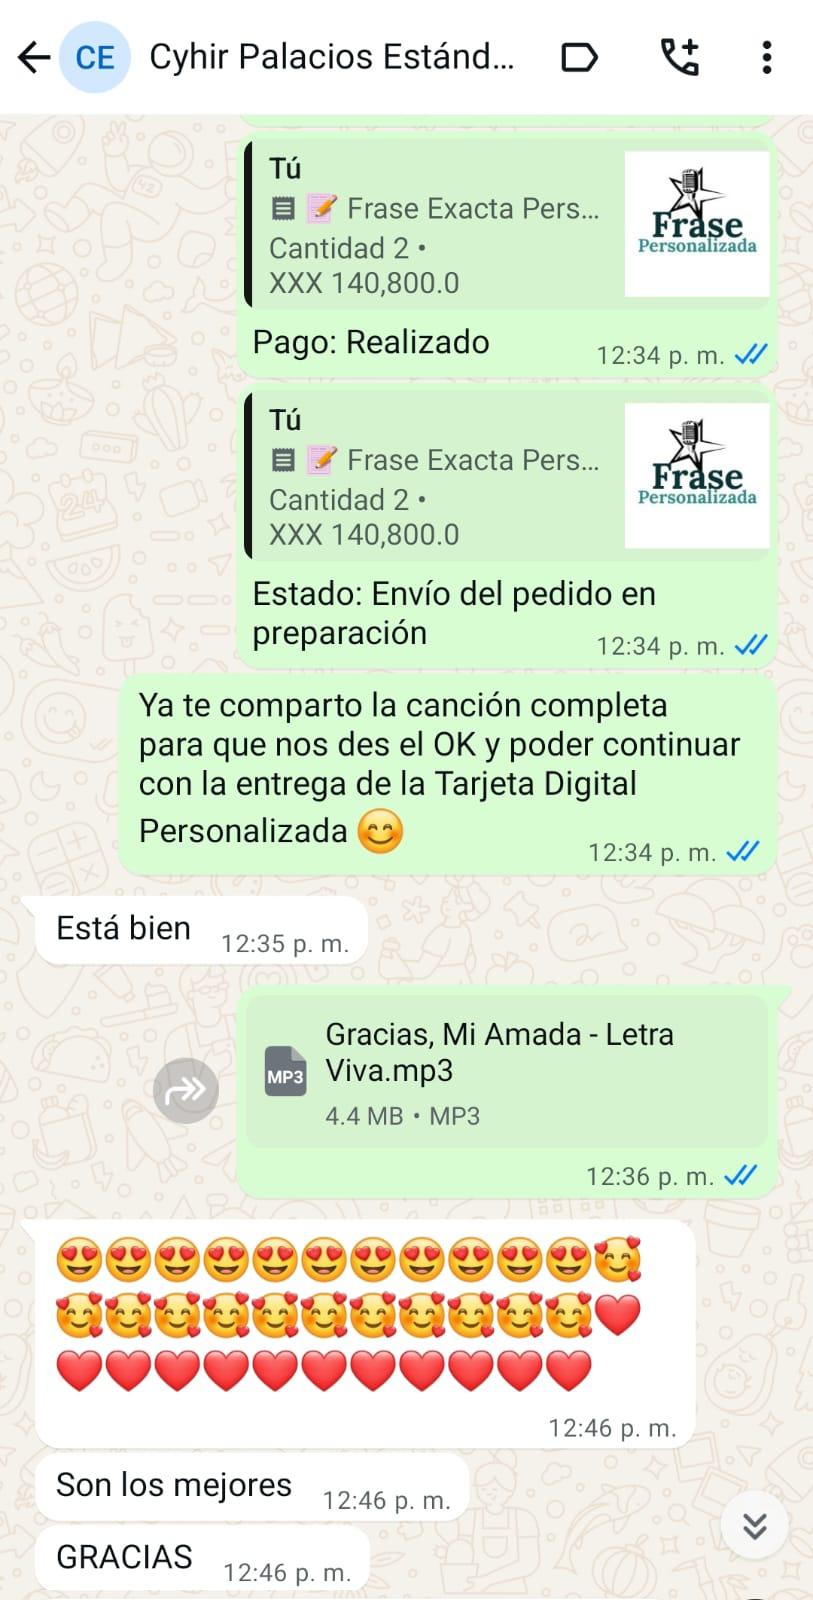 CE Cyhir Palacios Estánd...
Tú
📝 Frase Exacta Pers...
Cantidad 2 •
XXX 140,800.0
Frase
Personalizada
Pago: Realizado 12:34 p. m.
Tú
📝 Frase Exacta Pers...
Cantidad 2 •
XXX 140,800.0
Frase
Personalizada
Estado: Envío del pedido en
preparación 12:34 p. m.
Ya te comparto la canción completa
para que nos des el OK y poder continuar
con la entrega de la Tarjeta Digital
Personalizada 😊 12:34 p. m.
Está bien 12:35 p. m.
Gracias, Mi Amada - Letra
MP3 Viva.mp3
4.4 MB • MP3
12:36 p. m.
😍😍😍😍😍😍😍😍😍😍😍🥰
🥰🥰🥰🥰🥰🥰🥰🥰🥰🥰🥰❤️
❤️❤️❤️❤️❤️❤️❤️❤️❤️❤️❤️
12:46 p. m.
Son los mejores 12:46 p. m.
GRACIAS 12:46 p. m.